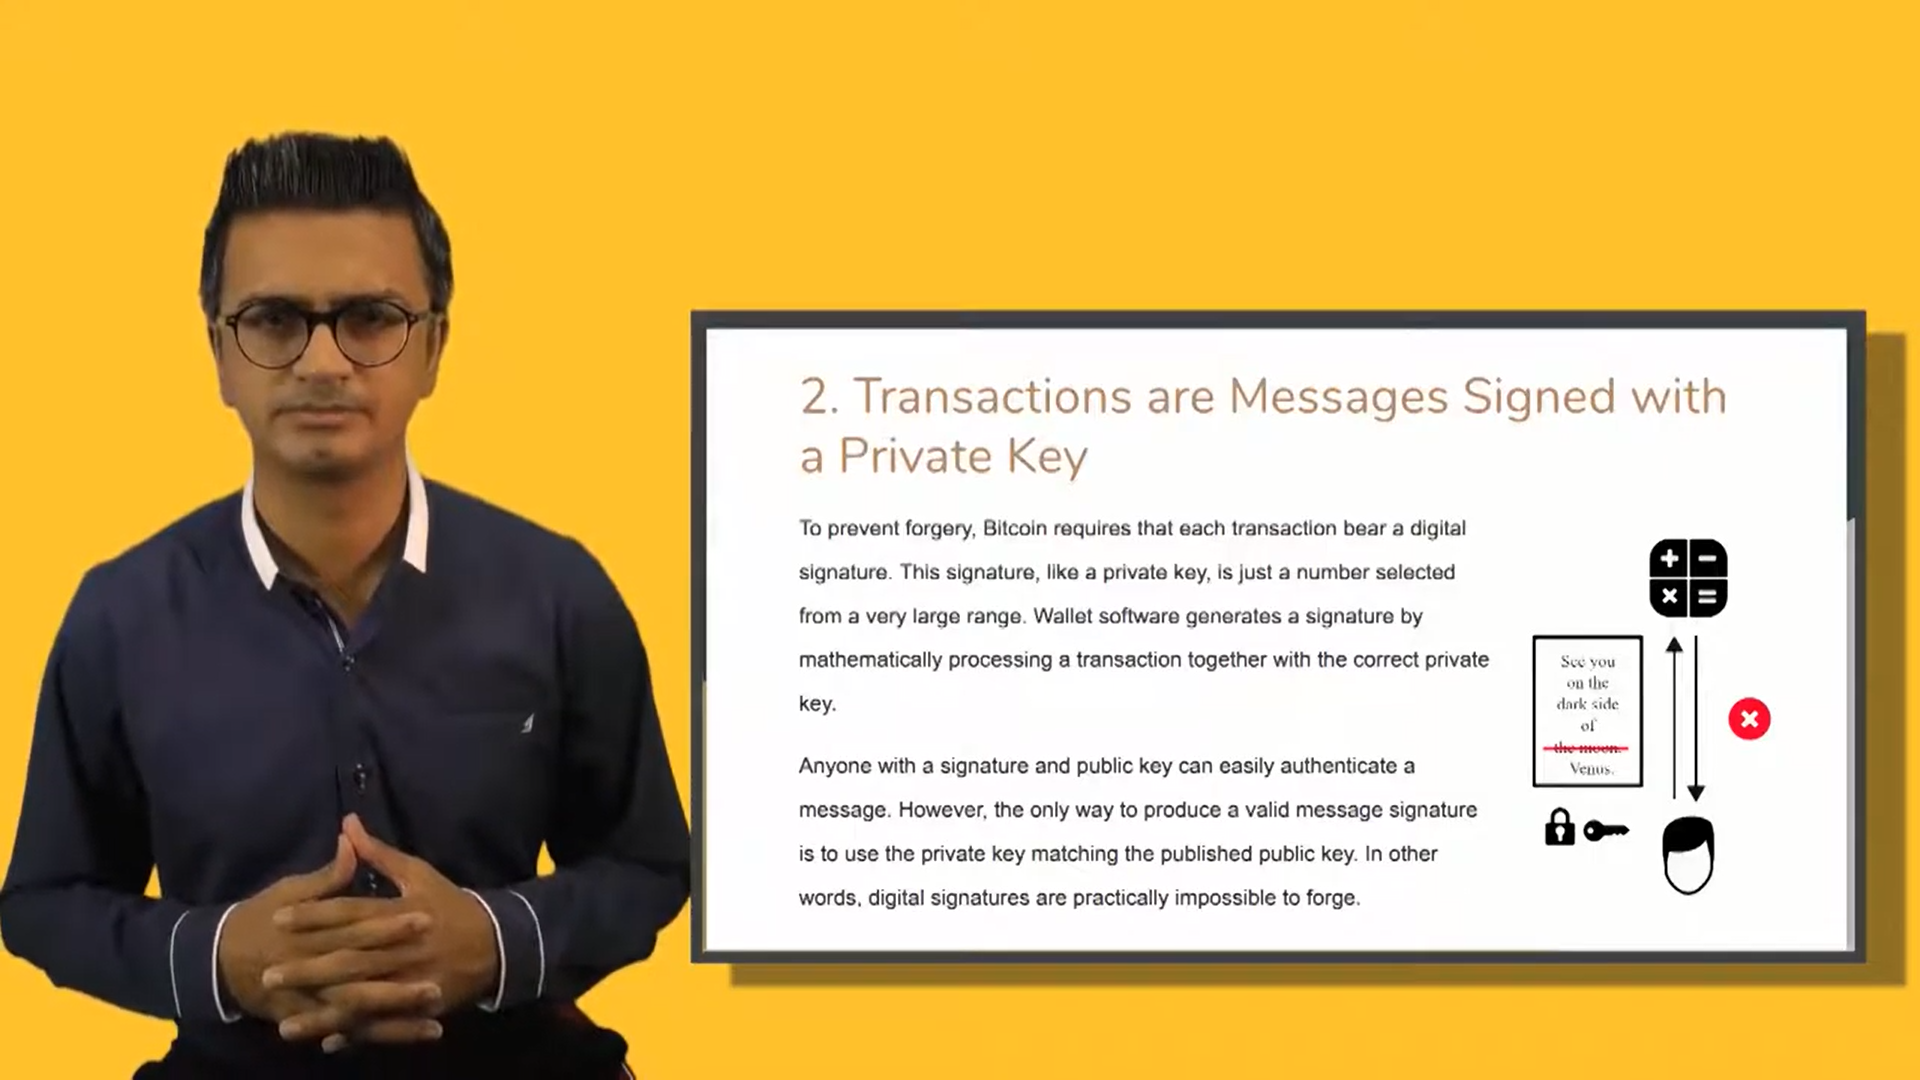 2. Transactions are Messages Signed with
a Private Key
To prevent forgery, Bitcoin requires that each transaction bear a digital
signature. This signature, like a private key, is just a number selected
from a very large range. Wallet software generates a signature by
mathematically processing a transaction together with the correct private
key.
Anyone with a signature and public key can easily authenticate a
message. However, the only way to produce a valid message signature
is to use the private key matching the published public key. In other
words, digital signatures are practically impossible to forge.
See you
on the
dark side
of
the moon.
Venus.